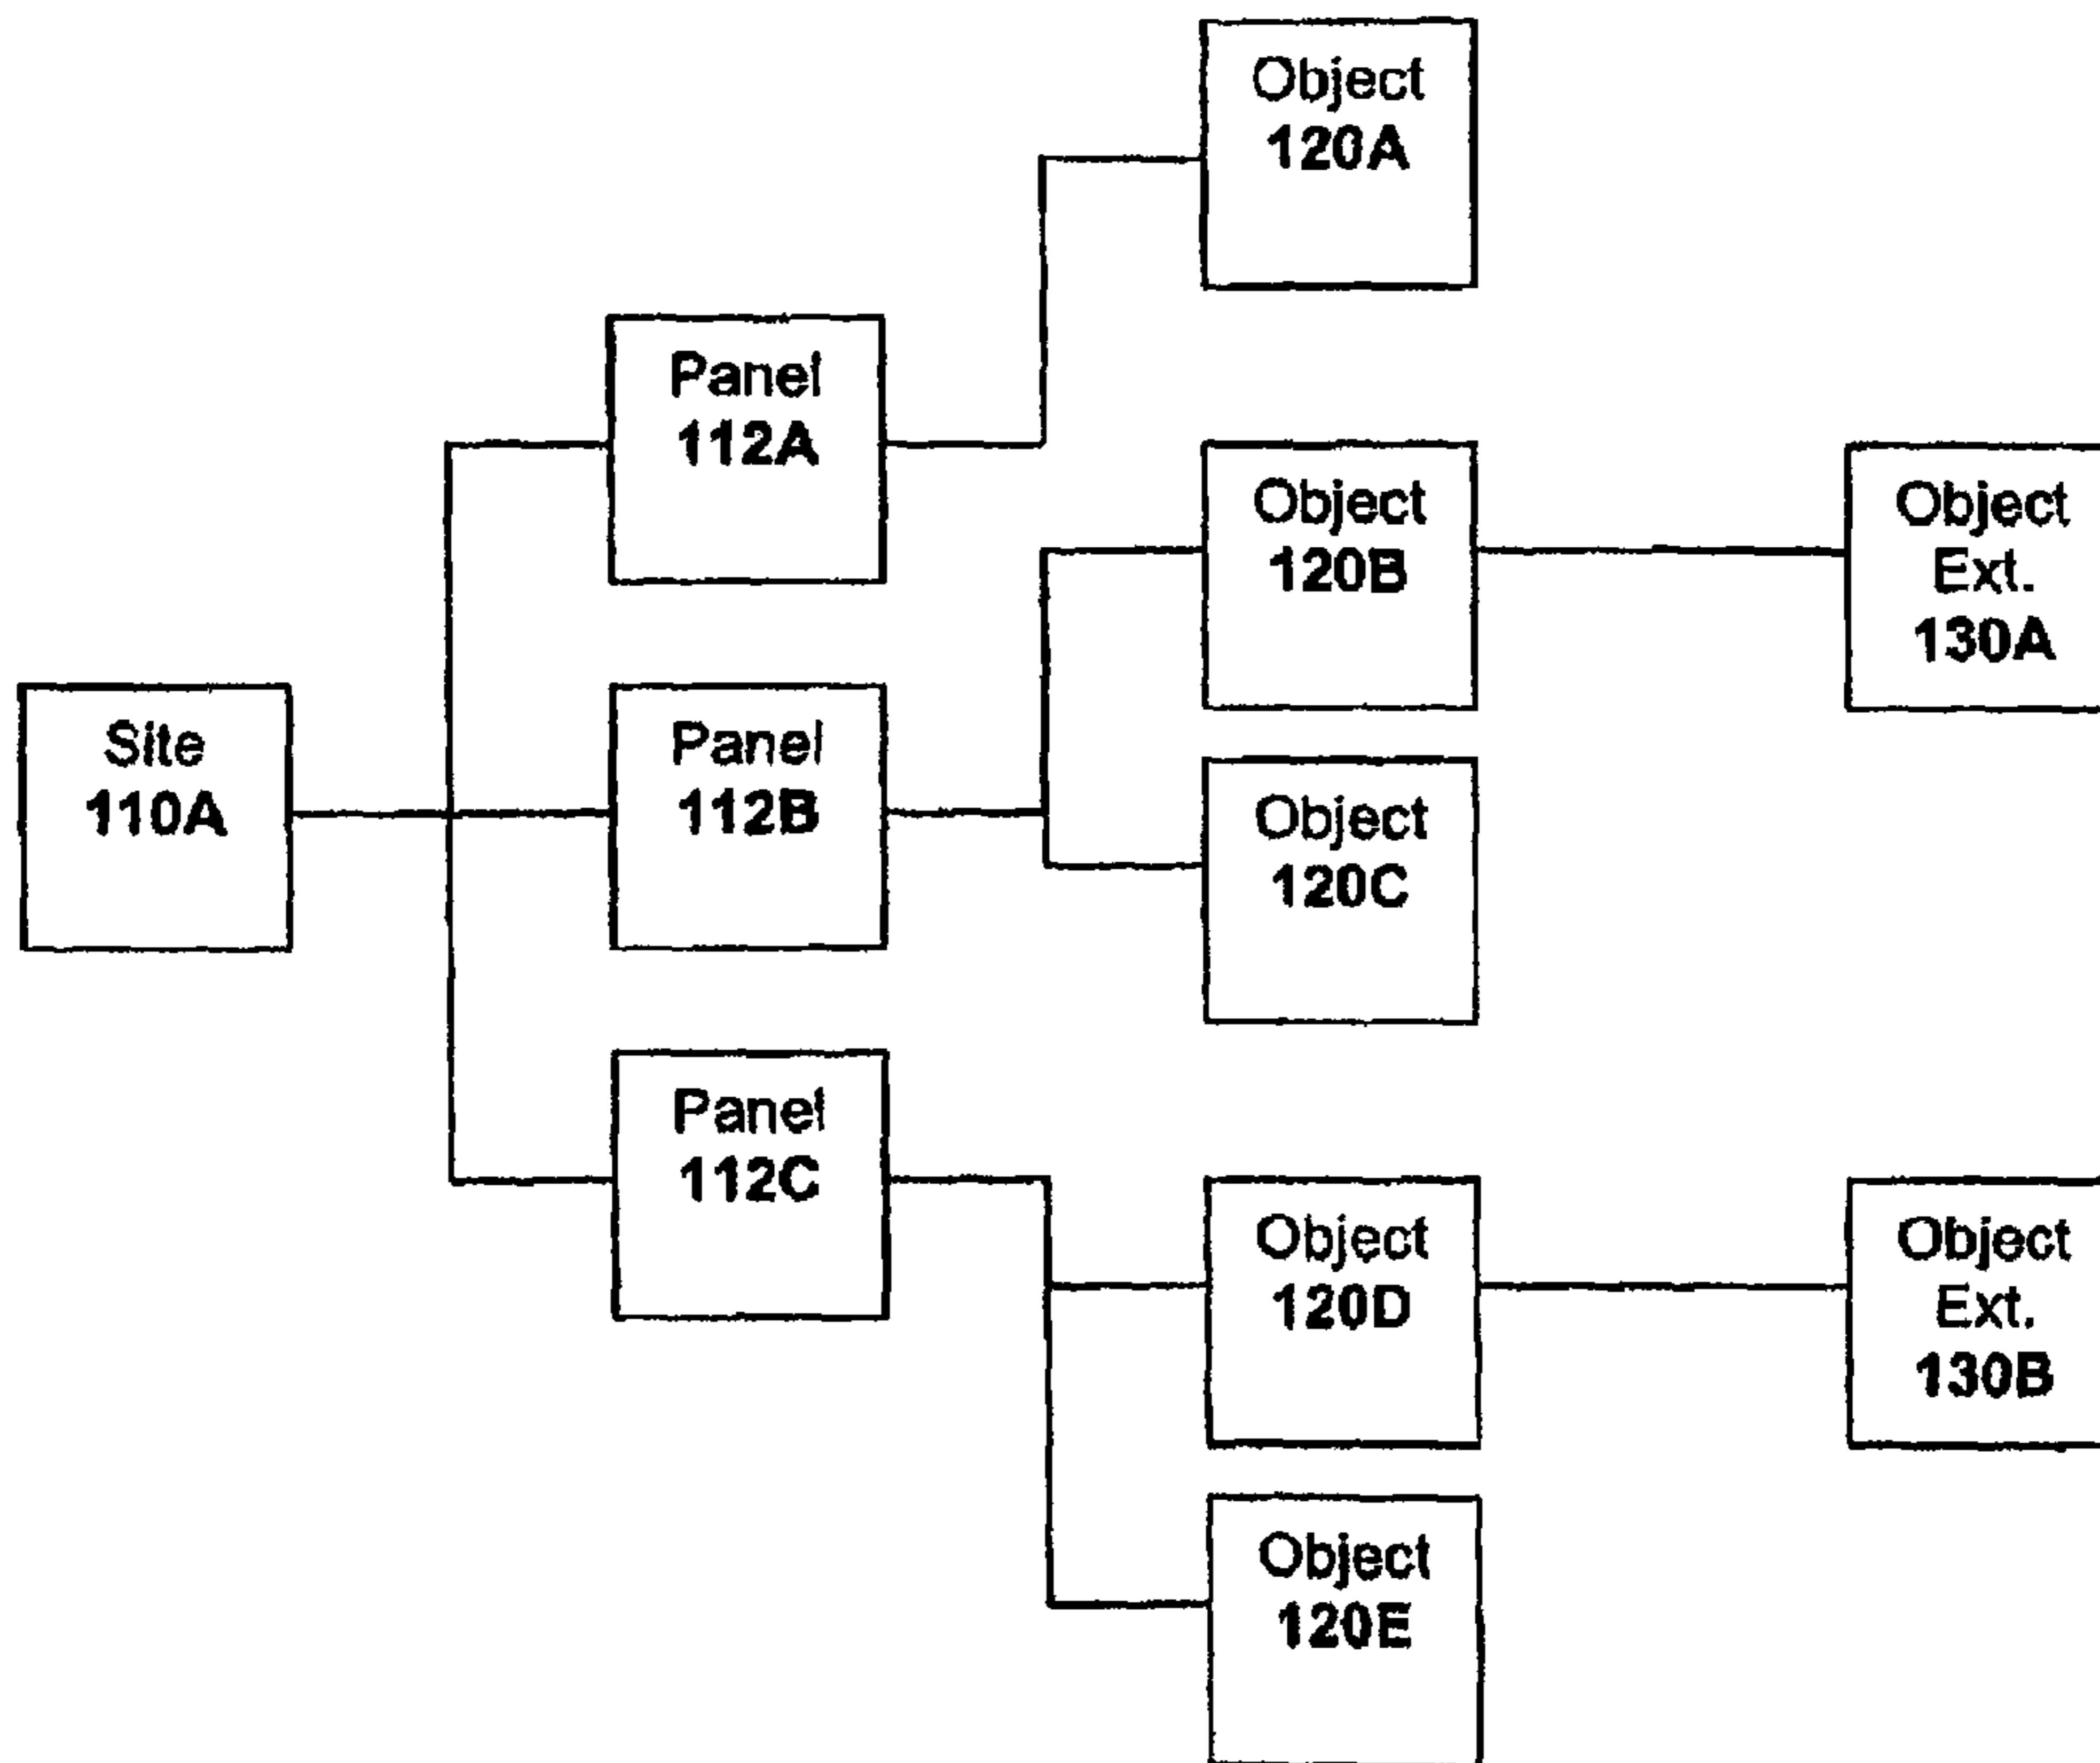 Object
120A
Panel
112A
Object
120B
Object
Ext.
130A
Site
110A
Panel
112B
Object
120C
Panel
112C
Object
120D
Object
Ext.
130B
Object
120E